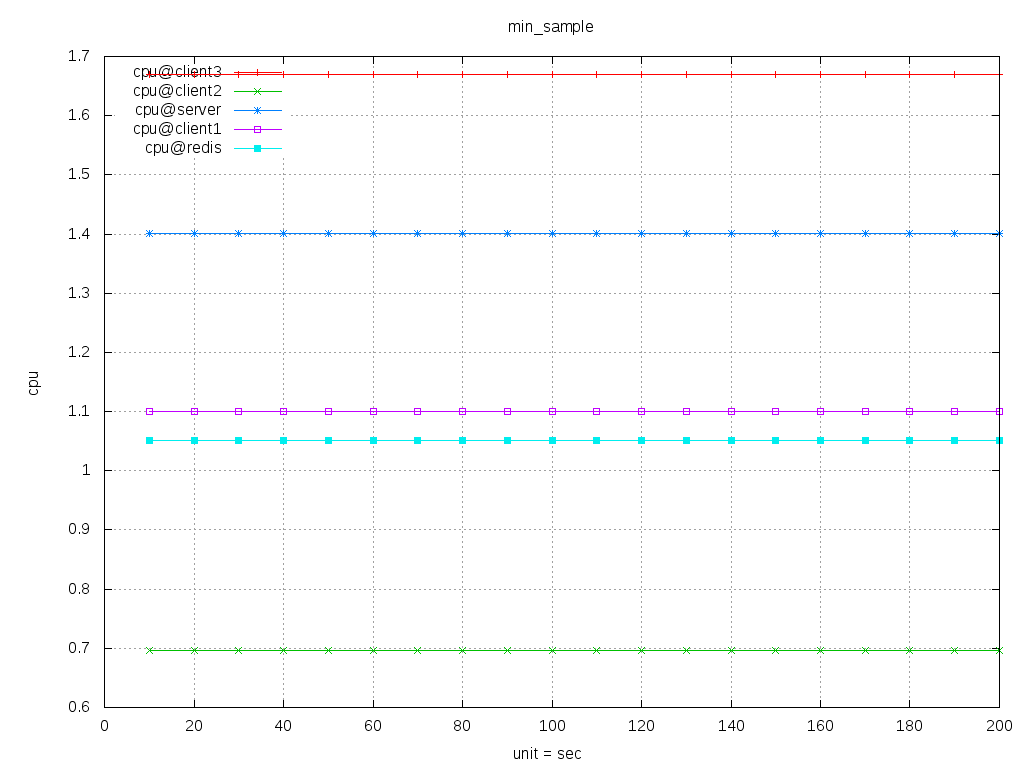 min_sample
1.7
cpu@client3
cpu@client2
1.6
cpu@server
cpu@client1
cpu@redis
1.5
1.4
1.3
1.2
cpu
1.1
1
0.9
0.8
0.7
0.6
0 20 40 60 80 100 120 140 160 180 200
unit = sec